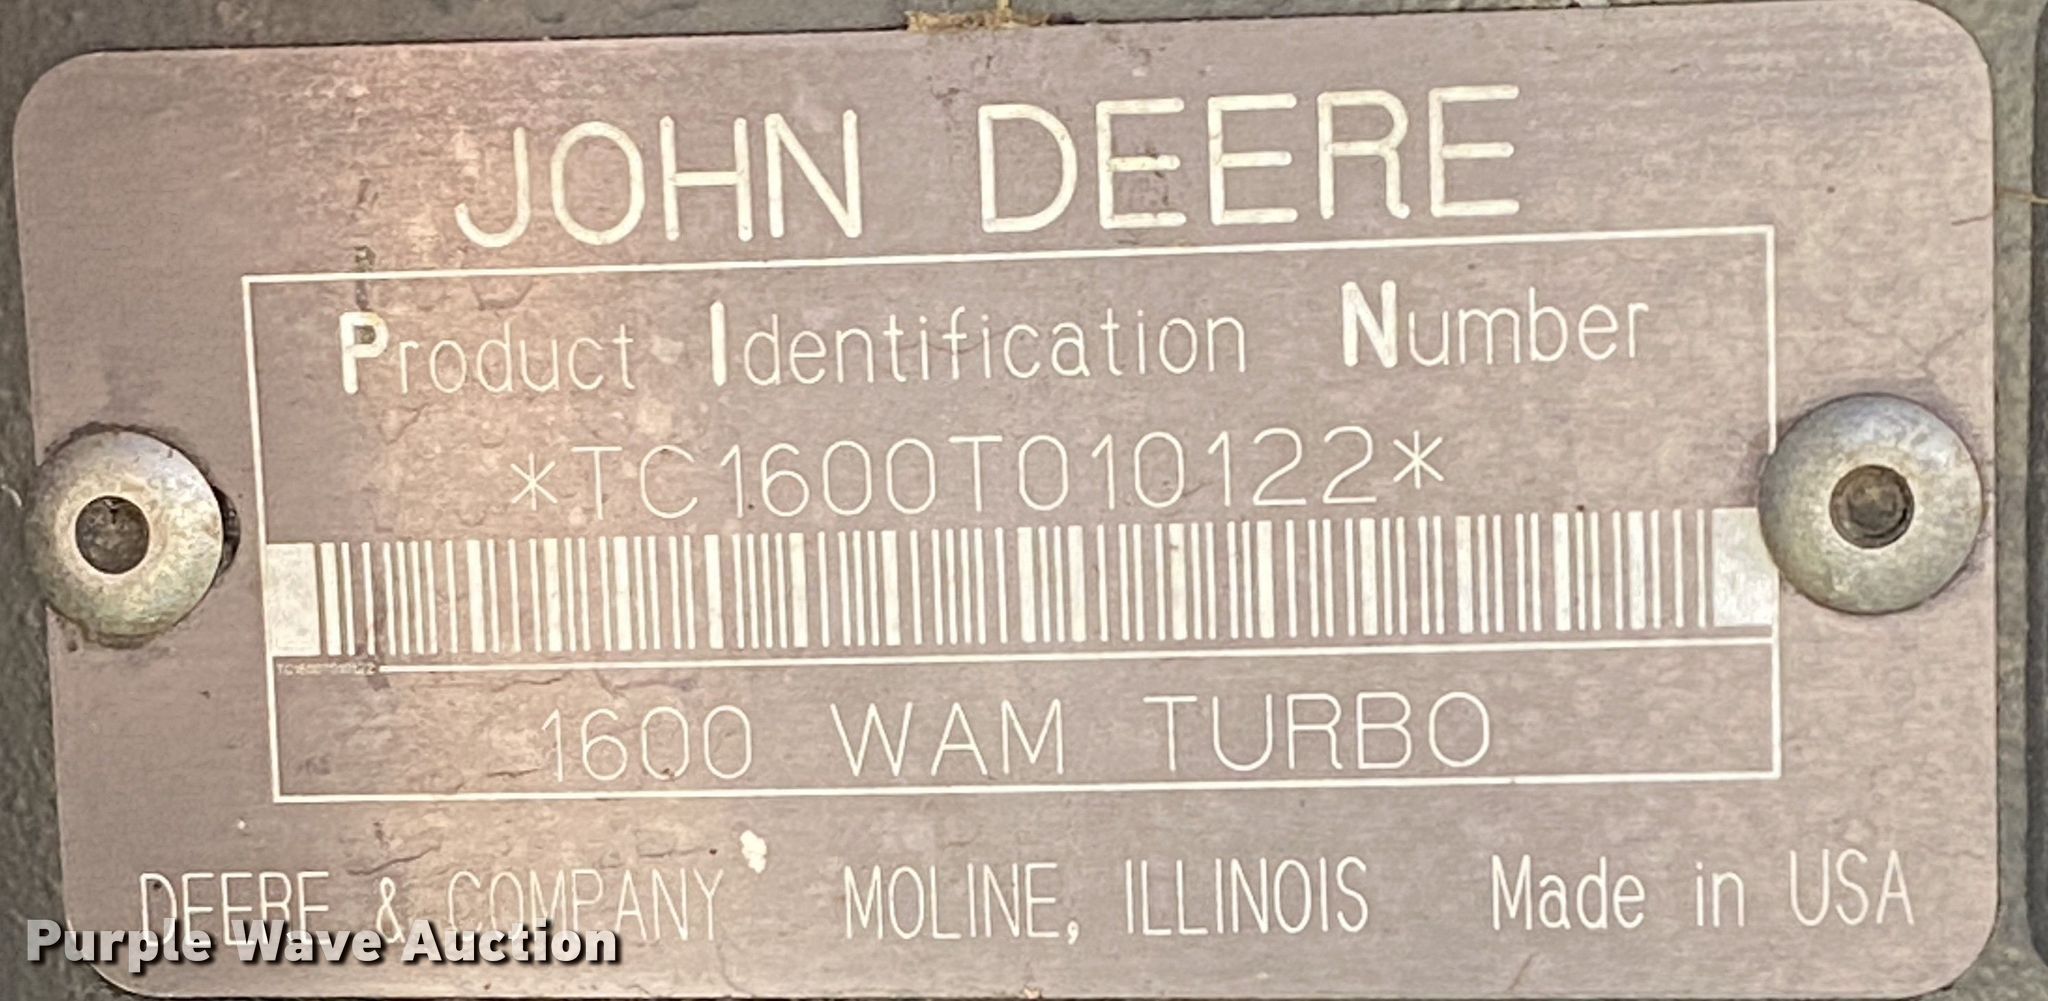 JOHN DEERE
Product Identification Number
*TC1600T010122*
TC1600T010122
1600 WAM TURBO
DEERE & COMPANY MOLINE, ILLINOIS Made in USA
Purple Wave Auction